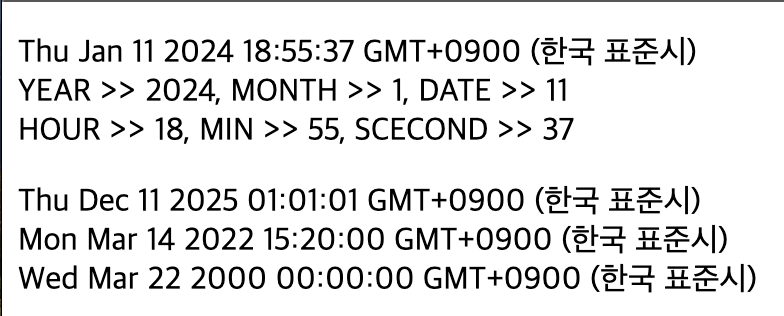 Thu Jan 11 2024 18:55:37 GMT+0900 (한국 표준시)
YEAR >> 2024, MONTH >> 1, DATE >> 11
HOUR >> 18, MIN >> 55, SCECOND >> 37
Thu Dec 11 2025 01:01:01 GMT+0900 (한국 표준시)
Mon Mar 14 2022 15:20:00 GMT+0900 (한국 표준시)
Wed Mar 22 2000 00:00:00 GMT+0900 (한국 표준시)